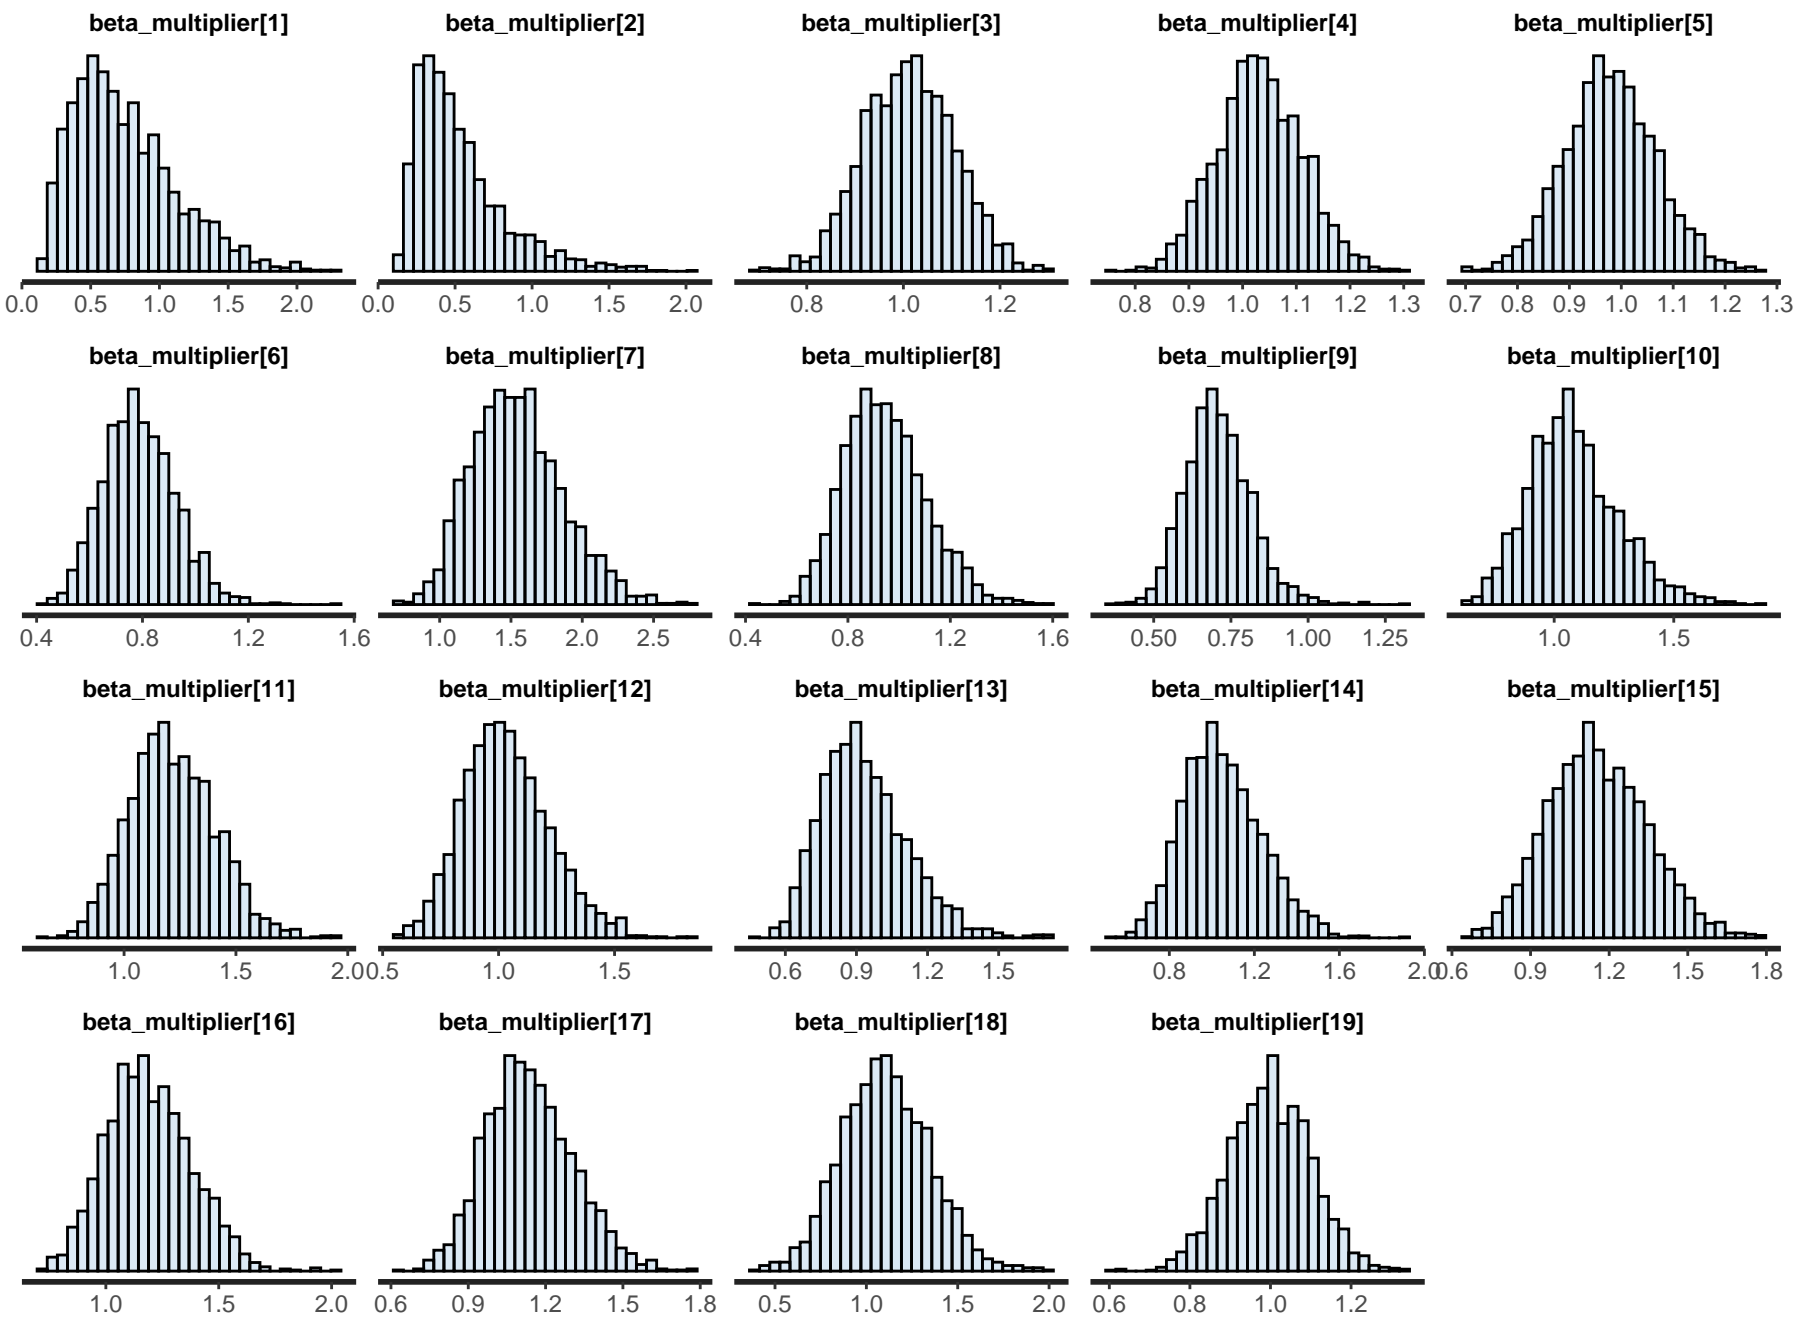 beta_multiplier[1] beta_multiplier[2] beta_multiplier[3] beta_multiplier[4] beta_multiplier[5]
0.0 0.5 1.0 1.5 2.0 0.0 0.5 1.0 1.5 2.0 0.8 1.0 1.2 0.8 0.9 1.0 1.1 1.2 1.3 0.7 0.8 0.9 1.0 1.1 1.2 1.3
beta_multiplier[6] beta_multiplier[7] beta_multiplier[8] beta_multiplier[9] beta_multiplier[10]
0.4 0.8 1.2 1.6 1.0 1.5 2.0 2.5 0.4 0.8 1.2 1.6 0.50 0.75 1.00 1.25 1.0 1.5
beta_multiplier[11] beta_multiplier[12] beta_multiplier[13] beta_multiplier[14] beta_multiplier[15]
1.0 1.5 2.0 0.5 1.0 1.5 0.6 0.9 1.2 1.5 0.8 1.2 1.6 2.0 0.6 0.9 1.2 1.5 1.8
beta_multiplier[16] beta_multiplier[17] beta_multiplier[18] beta_multiplier[19]
1.0 1.5 2.0 0.6 0.9 1.2 1.5 1.8 0.5 1.0 1.5 2.0 0.6 0.8 1.0 1.2